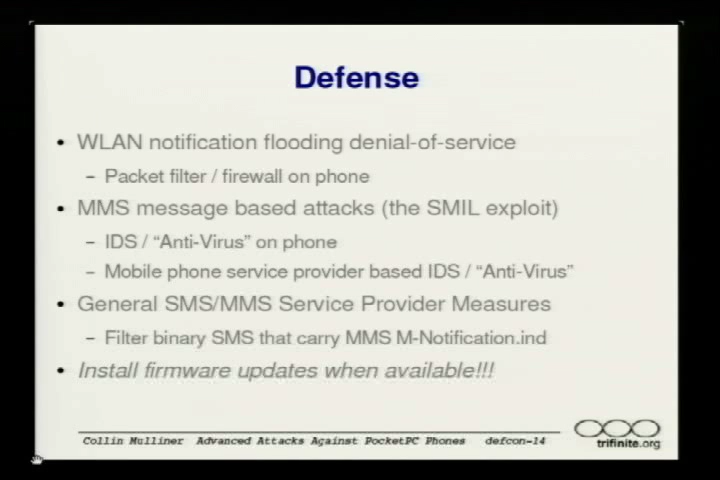 Defense
• WLAN notification flooding denial-of-service
– Packet filter / firewall on phone
• MMS message based attacks (the SMIL exploit)
– IDS / “Anti-Virus” on phone
– Mobile phone service provider based IDS / “Anti-Virus”
• General SMS/MMS Service Provider Measures
– Filter binary SMS that carry MMS M-Notification.ind
• Install firmware updates when available!!!
Collin Mulliner Advanced Attacks Against PocketPC Phones defcon-14
trifinite.org